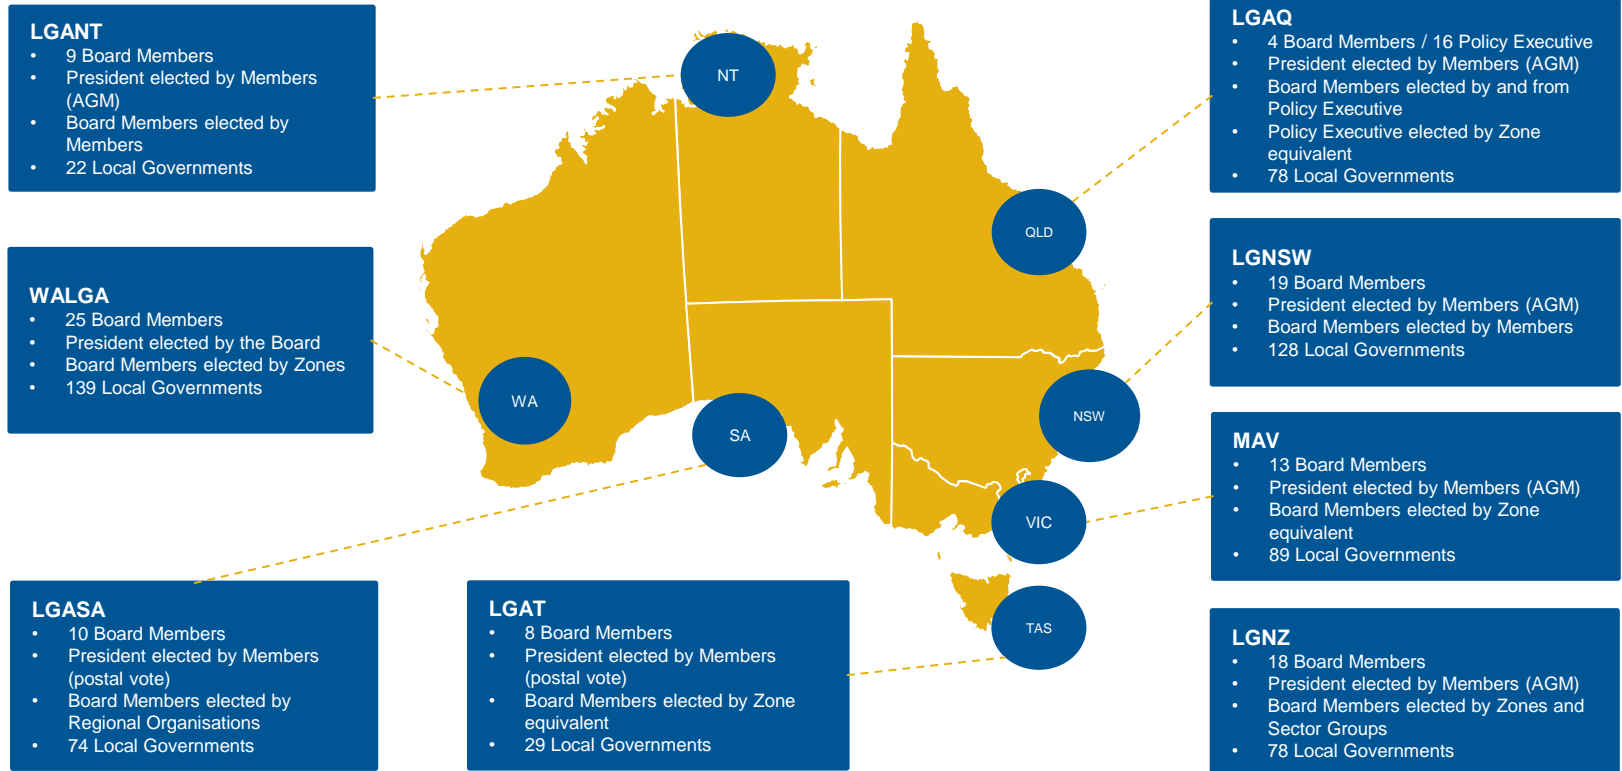 LGANT
• 9 Board Members
• President elected by Members
(AGM)
• Board Members elected by
Members
• 22 Local Governments
NT
LGAQ
• 4 Board Members / 16 Policy Executive
• President elected by Members (AGM)
• Board Members elected by and from
Policy Executive
• Policy Executive elected by Zone
equivalent
• 78 Local Governments
QLD
WALGA
• 25 Board Members
• President elected by the Board
• Board Members elected by Zones
• 139 Local Governments
WA
LGNSW
• 19 Board Members
• President elected by Members (AGM)
• Board Members elected by Members
• 128 Local Governments
NSW
SA
MAV
• 13 Board Members
• President elected by Members (AGM)
• Board Members elected by Zone
equivalent
• 89 Local Governments
VIC
LGASA
• 10 Board Members
• President elected by Members
(postal vote)
• Board Members elected by
Regional Organisations
• 74 Local Governments
LGAT
• 8 Board Members
• President elected by Members
(postal vote)
• Board Members elected by Zone
equivalent
• 29 Local Governments
TAS
LGNZ
• 18 Board Members
• President elected by Members (AGM)
• Board Members elected by Zones and
Sector Groups
• 78 Local Governments